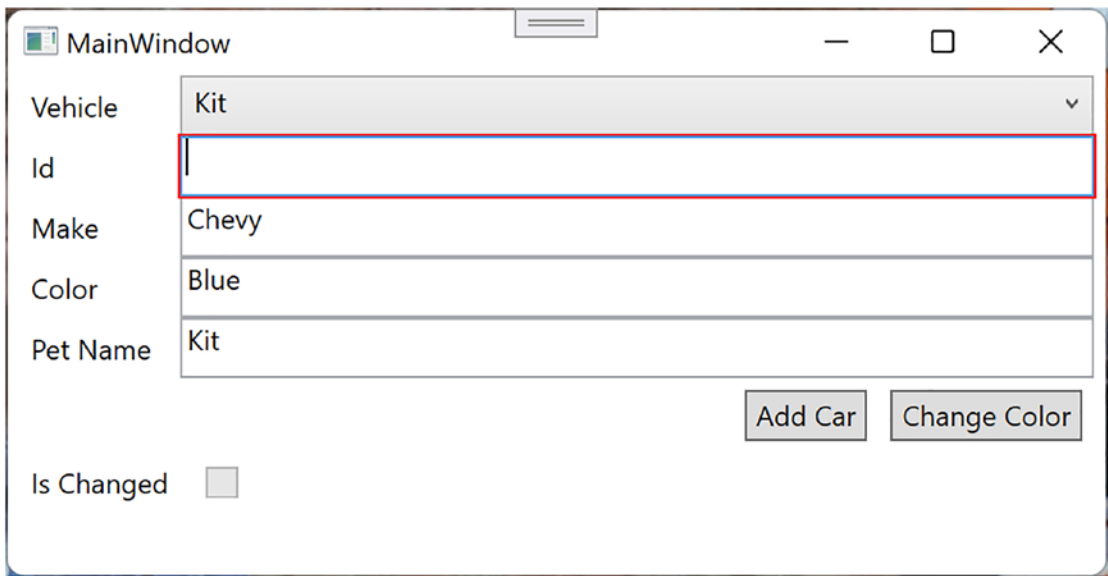 MainWindow
Vehicle Kit
Id
Make Chevy
Color Blue
Pet Name Kit
Add Car Change Color
Is Changed